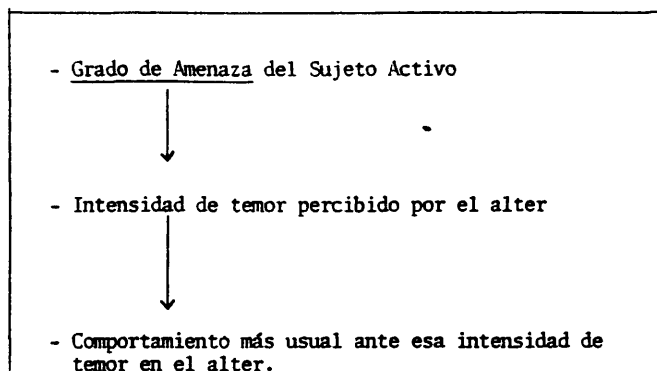 - Grado de Amenaza del Sujeto Activo
- Intensidad de temor percibido por el alter
- Comportamiento más usual ante esa intensidad de
temor en el alter.